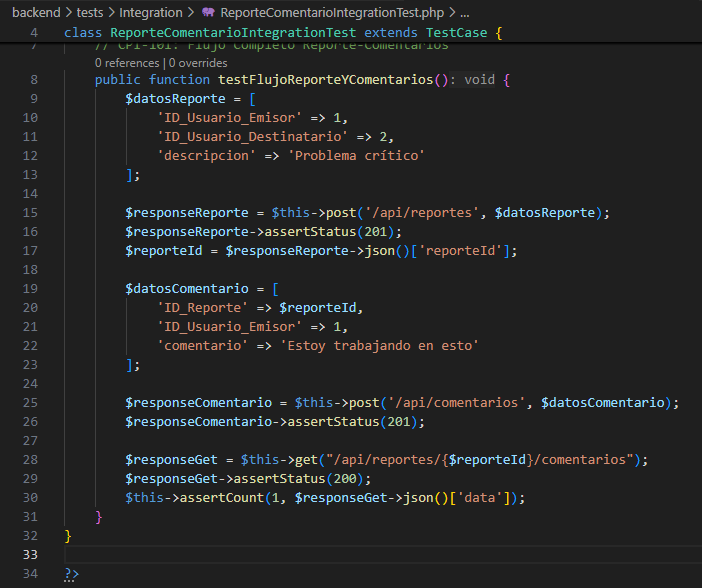 backend > tests > Integration > ReporteComentarioIntegrationTest.php > ...
4 class ReporteComentarioIntegrationTest extends TestCase {
7 // CPI-101: Flujo Completo Reporte-Comentarios
0 references | 0 overrides
8 public function testFlujoReporteYComentarios(): void {
9 $datosReporte = [
10 'ID_Usuario_Emisor' => 1,
11 'ID_Usuario_Destinatario' => 2,
12 'descripcion' => 'Problema crítico'
13 ];
14
15 $responseReporte = $this->post('/api/reportes', $datosReporte);
16 $responseReporte->assertStatus(201);
17 $reporteId = $responseReporte->json()['reporteId'];
18
19 $datosComentario = [
20 'ID_Reporte' => $reporteId,
21 'ID_Usuario_Emisor' => 1,
22 'comentario' => 'Estoy trabajando en esto'
23 ];
24
25 $responseComentario = $this->post('/api/comentarios', $datosComentario);
26 $responseComentario->assertStatus(201);
27
28 $responseGet = $this->get("/api/reportes/{$reporteId}/comentarios");
29 $responseGet->assertStatus(200);
30 $this->assertCount(1, $responseGet->json()['data']);
31 }
32 }
33
34 ?>